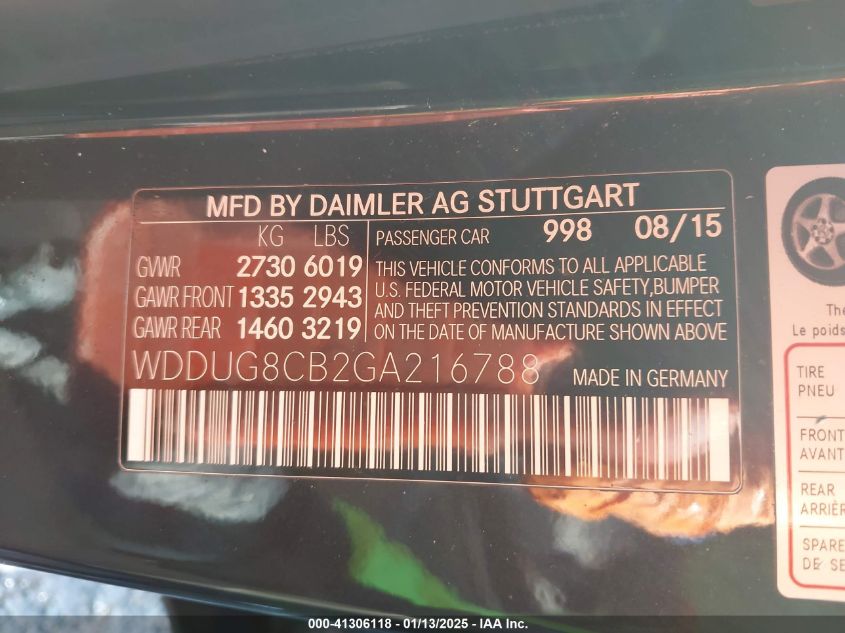 MFD BY DAIMLER AG STUTTGART
KG LBS
GVWR 2730 6019
GAWR FRONT 1335 2943
GAWR REAR 1460 3219
PASSENGER CAR 998 08/15
THIS VEHICLE CONFORMS TO ALL APPLICABLE
U.S. FEDERAL MOTOR VEHICLE SAFETY,BUMPER
AND THEFT PREVENTION STANDARDS IN EFFECT
ON THE DATE OF MANUFACTURE SHOWN ABOVE
WDDUG8CB2GA216788 MADE IN GERMANY
The
Le poids
TIRE
PNEU
FRONT
AVANT
REAR
ARRIÈR
SPARE
DE SE
000-41306118 - 01/13/2025 - IAA Inc.